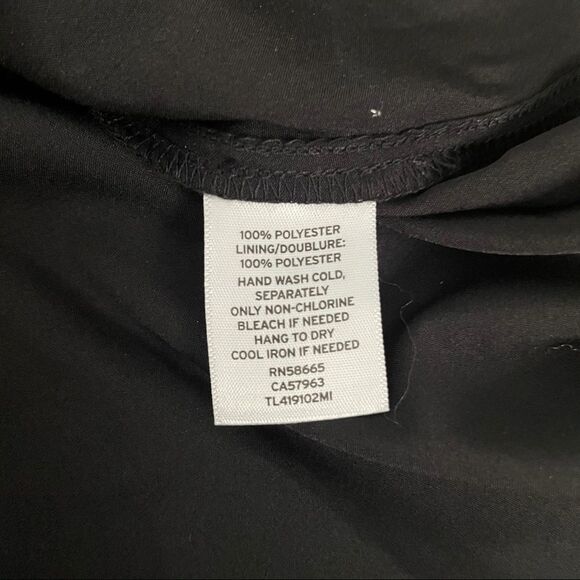 100% POLYESTER
LINING/DOUBLURE:
100% POLYESTER
HAND WASH COLD,
SEPARATELY
ONLY NON-CHLORINE
BLEACH IF NEEDED
HANG TO DRY
COOL IRON IF NEEDED
RN58665
CA57963
TL419102MI